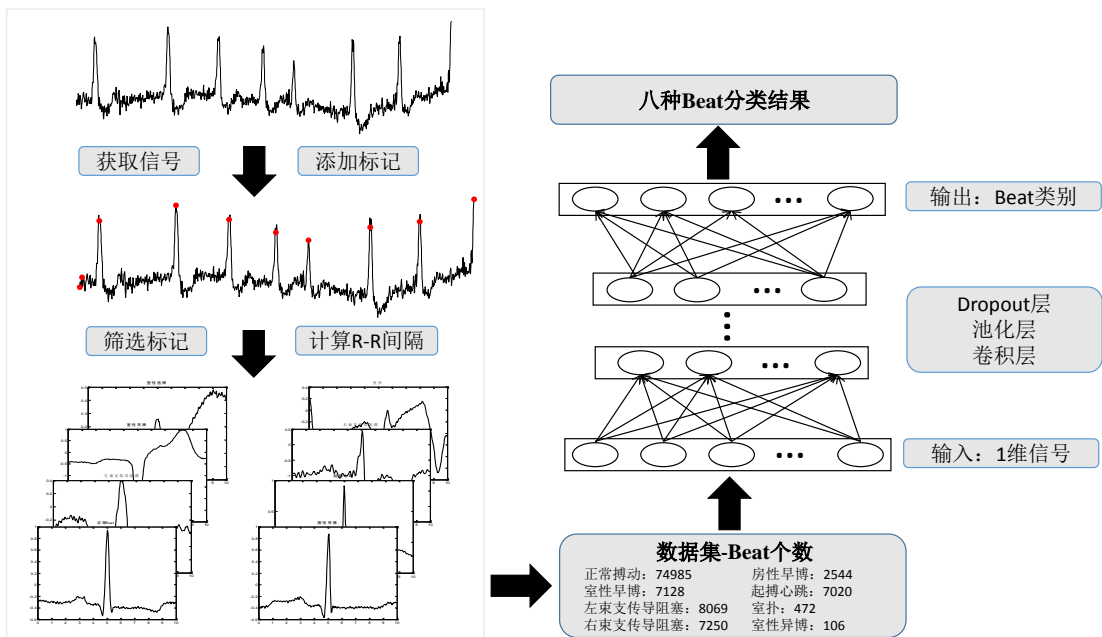 获取信号
添加标记
筛选标记
计算R-R间隔
八种Beat分类结果
输出：Beat类别
Dropout层
池化层
卷积层
输入：1维信号
数据集-Beat个数
正常搏动：74985
房性早博：2544
室性早博：7128
起搏心跳：7020
左束支传导阻塞：8069
室扑：472
右束支传导阻塞：7250
室性异博：106